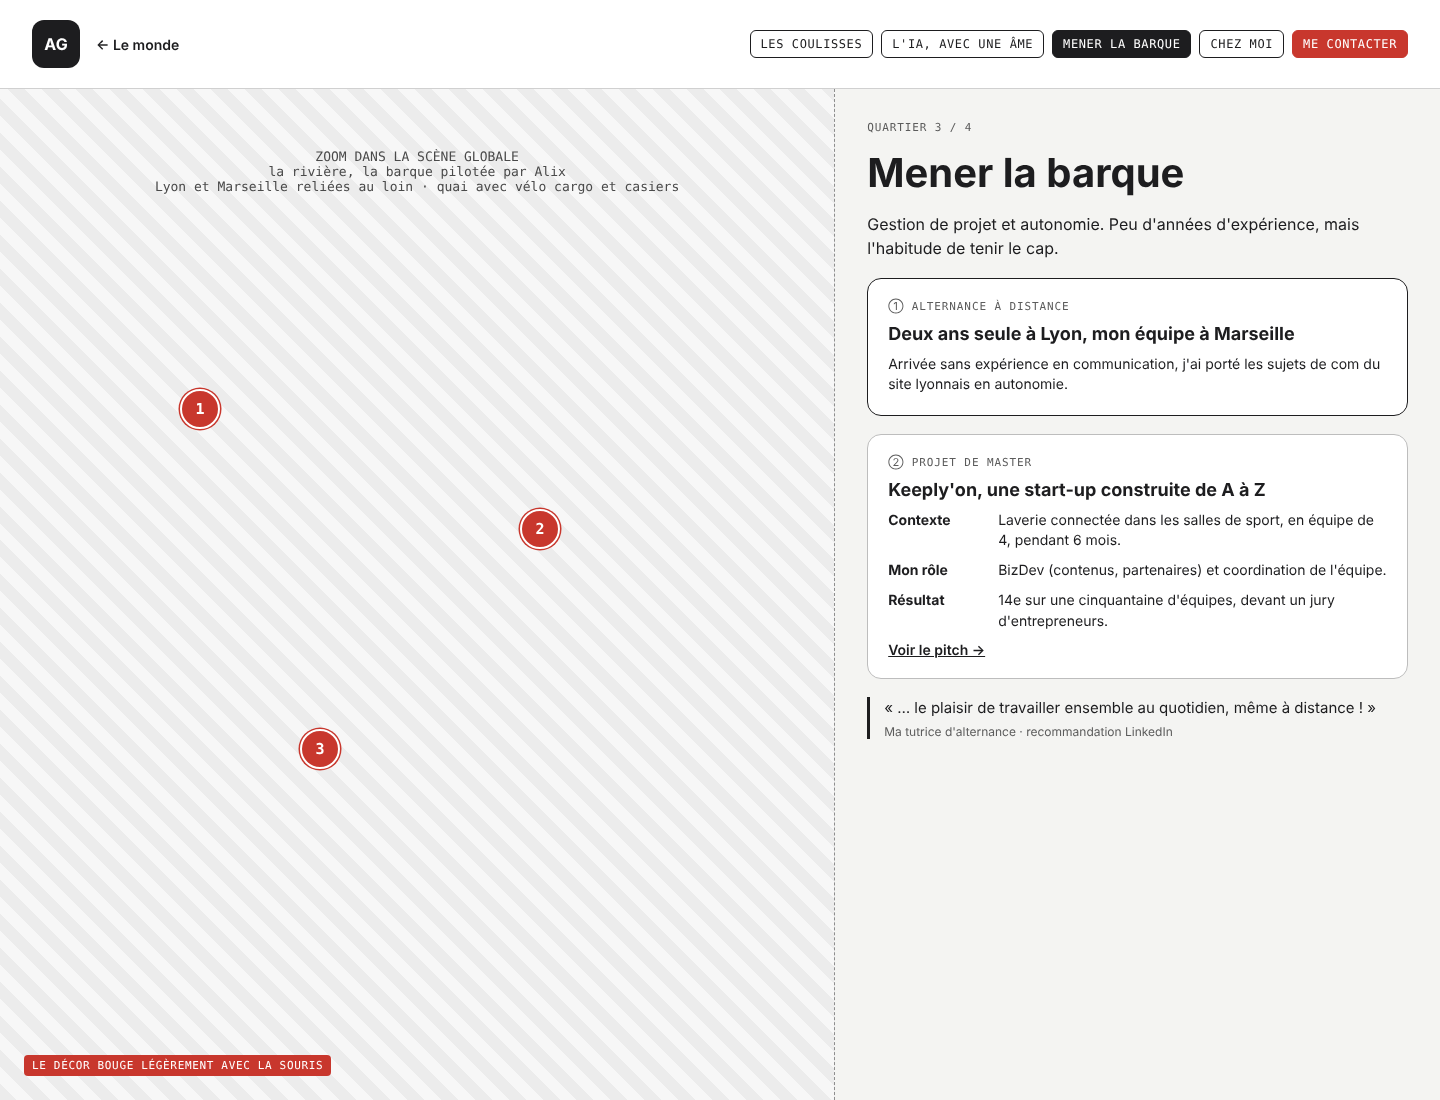 AG
← Le monde
LES COULISSES
L'IA, AVEC UNE ÂME
MENER LA BARQUE
CHEZ MOI
ME CONTACTER
ZOOM DANS LA SCÈNE GLOBALE
la rivière, la barque pilotée par Alix
Lyon et Marseille reliées au loin · quai avec vélo cargo et casiers
1
2
3
LE DÉCOR BOUGE LÉGÈREMENT AVEC LA SOURIS
QUARTIER 3 / 4
Mener la barque
Gestion de projet et autonomie. Peu d'années d'expérience, mais
l'habitude de tenir le cap.
① ALTERNANCE À DISTANCE
Deux ans seule à Lyon, mon équipe à Marseille
Arrivée sans expérience en communication, j'ai porté les sujets de com du
site lyonnais en autonomie.
② PROJET DE MASTER
Keeply'on, une start-up construite de A à Z
Contexte Laverie connectée dans les salles de sport, en équipe de
4, pendant 6 mois.
Mon rôle BizDev (contenus, partenaires) et coordination de l'équipe.
Résultat 14e sur une cinquantaine d'équipes, devant un jury
d'entrepreneurs.
Voir le pitch →
« ... le plaisir de travailler ensemble au quotidien, même à distance ! »
Ma tutrice d'alternance · recommandation LinkedIn